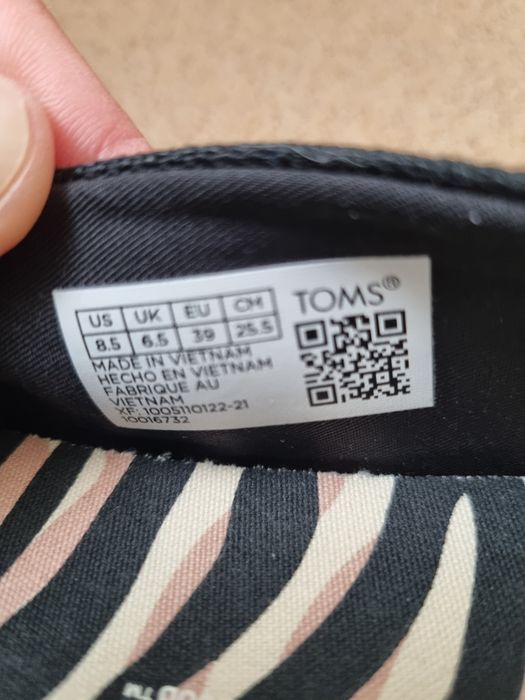 TOMS®
US UK EU CM
8.5 6.5 39 25.5
MADE IN VIETNAM
HECHO EN VIETNAM
FABRIQUE AU
VIETNAM
XF: 1005110122-21
10016732